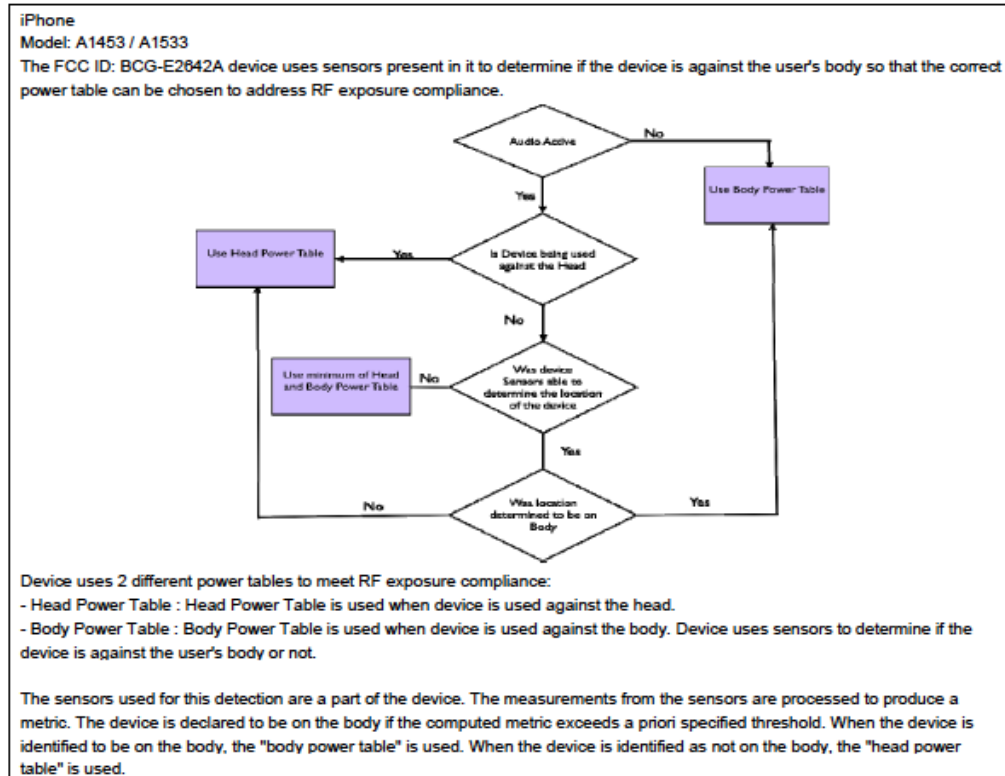 iPhone
Model: A1453 / A1533
The FCC ID: BCG-E2642A device uses sensors present in it to determine if the device is against the user's body so that the correct
power table can be chosen to address RF exposure compliance.
Audio Active
No
Use Body Power Table
Yes
Use Head Power Table
Yes
Is Device being used
against the Head
No
Use minimum of Head
and Body Power Table
No
Was device
Sensors able to
determine the location
of the device
Yes
No
Was location
determined to be on
Body
Yes
Device uses 2 different power tables to meet RF exposure compliance:
- Head Power Table : Head Power Table is used when device is used against the head.
- Body Power Table : Body Power Table is used when device is used against the body. Device uses sensors to determine if the
device is against the user's body or not.
The sensors used for this detection are a part of the device. The measurements from the sensors are processed to produce a
metric. The device is declared to be on the body if the computed metric exceeds a priori specified threshold. When the device is
identified to be on the body, the "body power table" is used. When the device is identified as not on the body, the "head power
table" is used.